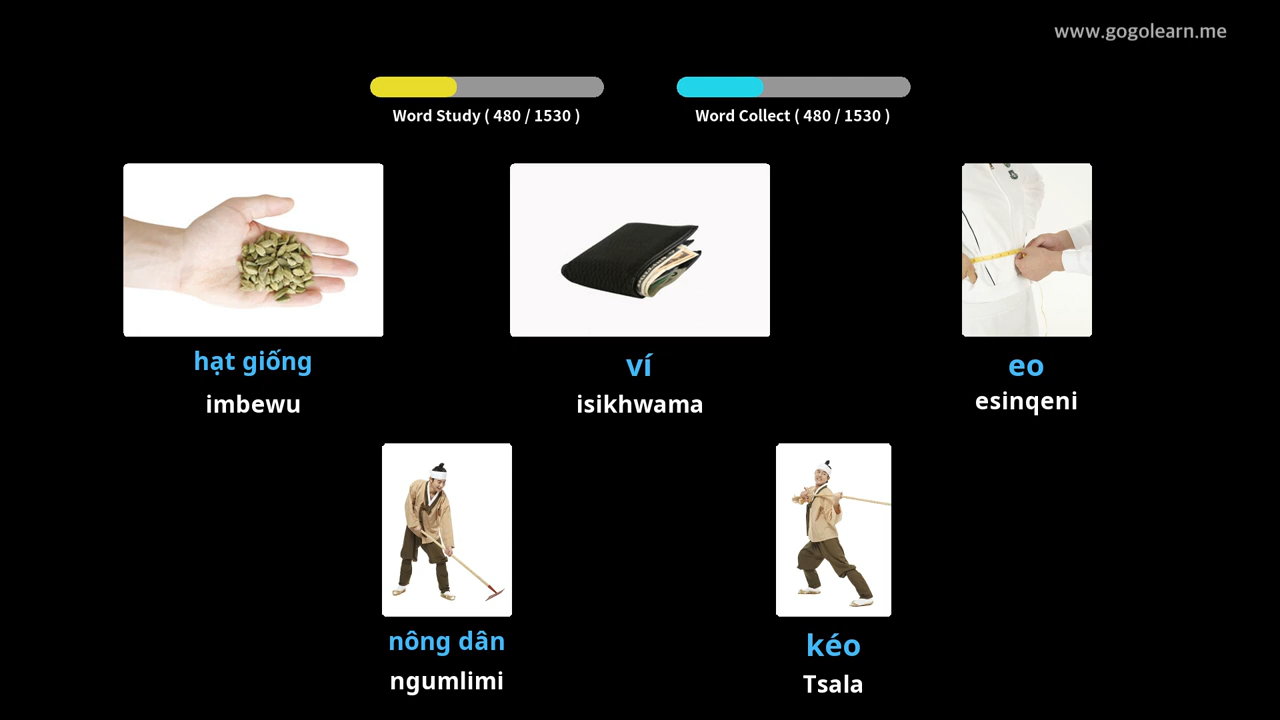 www.gogolearn.me
Word Study ( 480 / 1530 )
Word Collect ( 480 / 1530 )
hạt giống
imbewu
ví
isikhwama
eo
esinqeni
nông dân
ngumlimi
kéo
Tsala